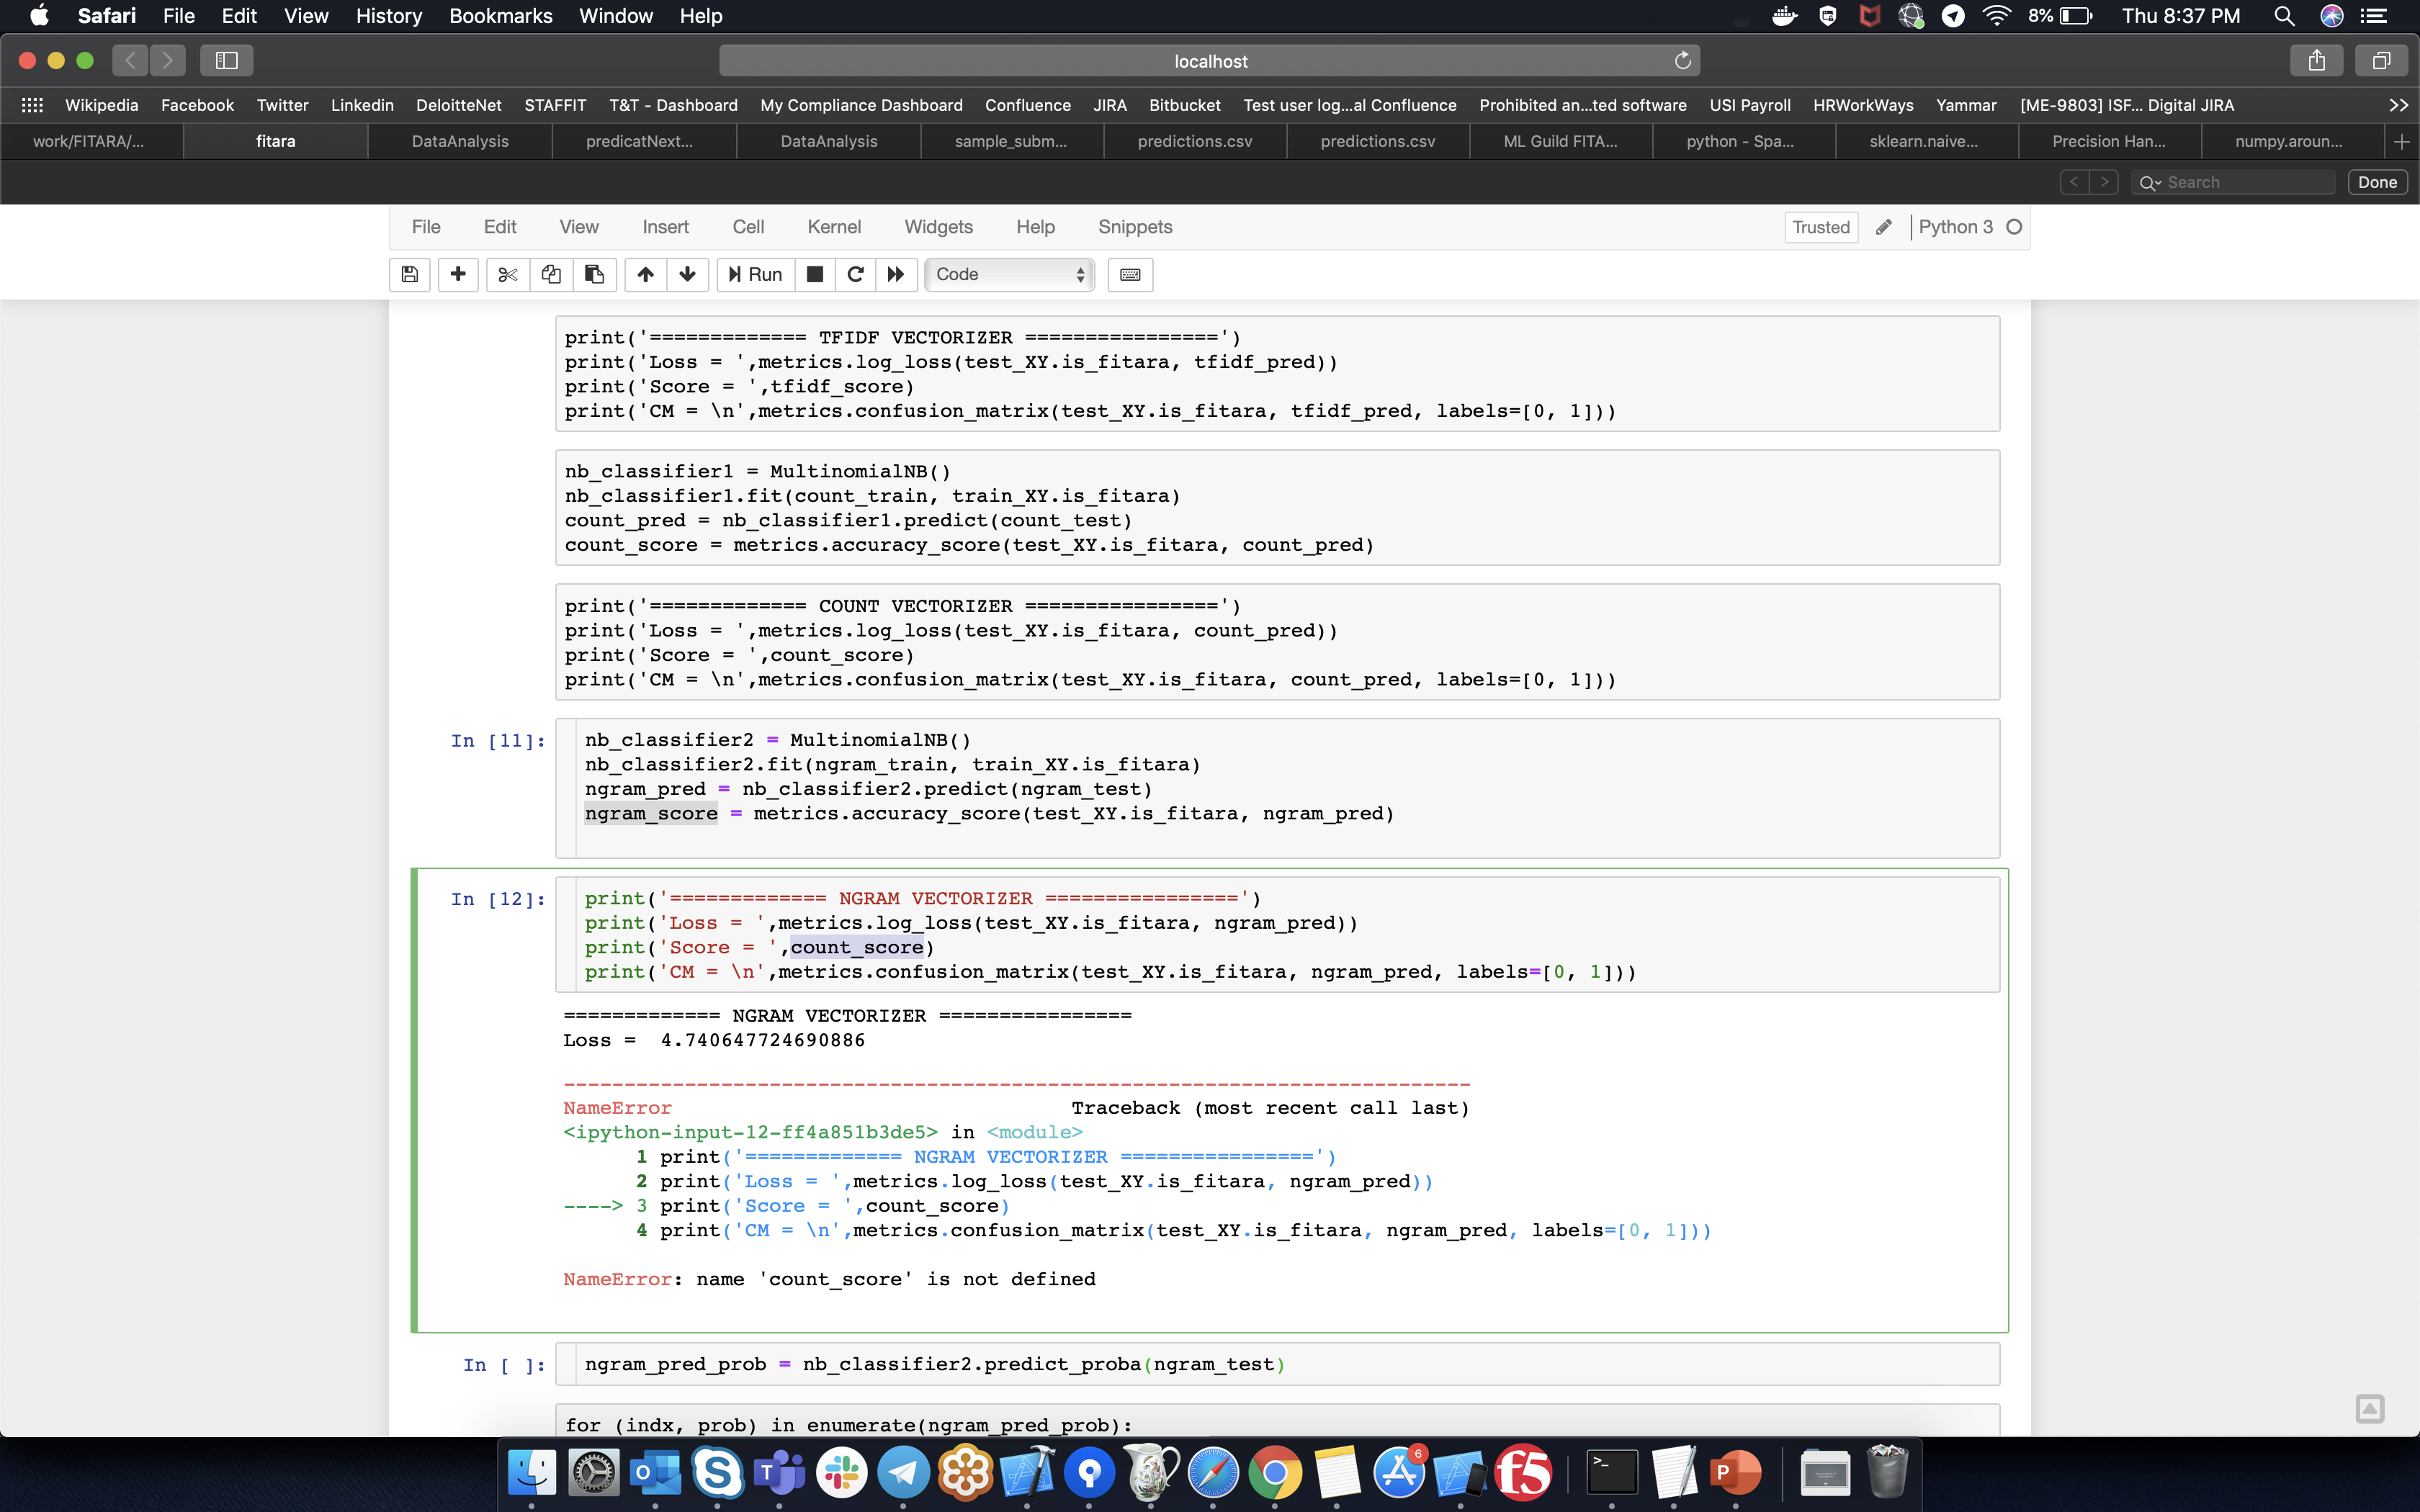 Safari File Edit View History Bookmarks Window Help 8% Thu 8:37 PM
localhost
Wikipedia Facebook Twitter Linkedin DeloitteNet STAFFIT T&T - Dashboard My Compliance Dashboard Confluence JIRA Bitbucket Test user log...al Confluence Prohibited an...ted software USI Payroll HRWorkWays Yammar [ME-9803] ISF... Digital JIRA >>
work/FITARA/... fitara DataAnalysis predicatNext... DataAnalysis sample_subm... predictions.csv predictions.csv ML Guild FITA... python - Spa... sklearn.naive... Precision Han... numpy.aroun... +
< > Search Done
File Edit View Insert Cell Kernel Widgets Help Snippets Trusted Python 3
Run Code
print('============= TFIDF VECTORIZER ================')
print('Loss = ',metrics.log_loss(test_XY.is_fitara, tfidf_pred))
print('Score = ',tfidf_score)
print('CM = \n',metrics.confusion_matrix(test_XY.is_fitara, tfidf_pred, labels=[0, 1]))
nb_classifier1 = MultinomialNB()
nb_classifier1.fit(count_train, train_XY.is_fitara)
count_pred = nb_classifier1.predict(count_test)
count_score = metrics.accuracy_score(test_XY.is_fitara, count_pred)
print('============= COUNT VECTORIZER ================')
print('Loss = ',metrics.log_loss(test_XY.is_fitara, count_pred))
print('Score = ',count_score)
print('CM = \n',metrics.confusion_matrix(test_XY.is_fitara, count_pred, labels=[0, 1]))
In [11]: nb_classifier2 = MultinomialNB()
nb_classifier2.fit(ngram_train, train_XY.is_fitara)
ngram_pred = nb_classifier2.predict(ngram_test)
ngram_score = metrics.accuracy_score(test_XY.is_fitara, ngram_pred)
In [12]: print('============= NGRAM VECTORIZER ================')
print('Loss = ',metrics.log_loss(test_XY.is_fitara, ngram_pred))
print('Score = ',count_score)
print('CM = \n',metrics.confusion_matrix(test_XY.is_fitara, ngram_pred, labels=[0, 1]))
============= NGRAM VECTORIZER ================
Loss =  4.740647724690886
---------------------------------------------------------------------------
NameError Traceback (most recent call last)
<ipython-input-12-ff4a851b3de5> in <module>
1 print('============= NGRAM VECTORIZER ================')
2 print('Loss = ',metrics.log_loss(test_XY.is_fitara, ngram_pred))
----> 3 print('Score = ',count_score)
4 print('CM = \n',metrics.confusion_matrix(test_XY.is_fitara, ngram_pred, labels=[0, 1]))
NameError: name 'count_score' is not defined
In [ ]: ngram_pred_prob = nb_classifier2.predict_proba(ngram_test)
for (indx, prob) in enumerate(ngram_pred_prob):
O S T 6 f5 >_ P